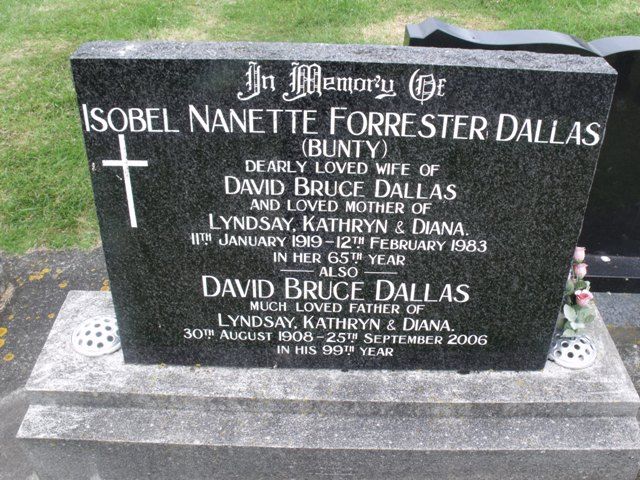 In Memory Of
ISOBEL NANETTE FORRESTER DALLAS
(BUNTY)
DEARLY LOVED WIFE OF
DAVID BRUCE DALLAS
AND LOVED MOTHER OF
LYNDSAY, KATHRYN & DIANA.
11TH JANUARY 1919 - 12TH FEBRUARY 1983
IN HER 65TH YEAR
ALSO
DAVID BRUCE DALLAS
MUCH LOVED FATHER OF
LYNDSAY, KATHRYN & DIANA.
30TH AUGUST 1908 - 25TH SEPTEMBER 2006
IN HIS 99TH YEAR